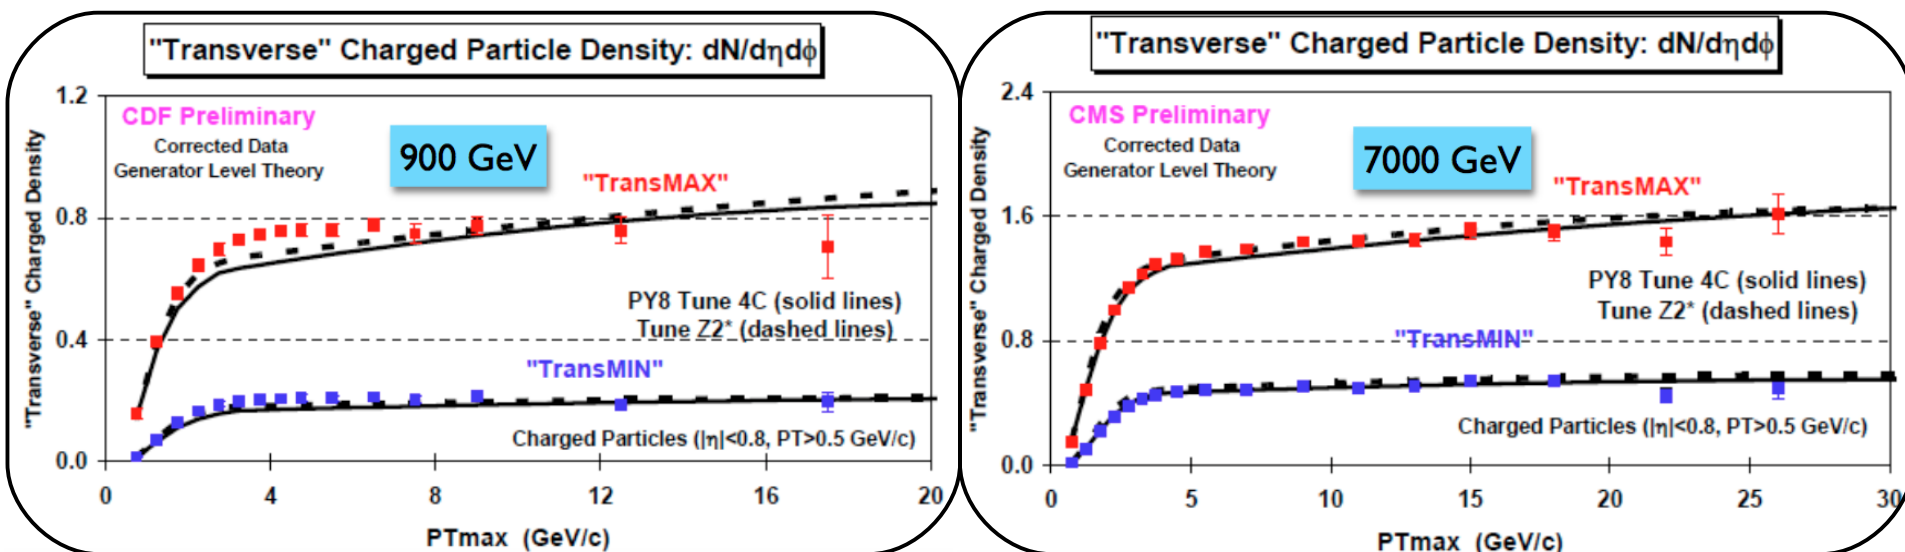 "Transverse" Charged Particle Density: dN/dηdϕ
1.2
0.8
0.4
0.0
"Transverse" Charged Density
CDF Preliminary
Corrected Data
Generator Level Theory
900 GeV
"TransMAX"
PY8 Tune 4C (solid lines)
Tune Z2* (dashed lines)
"TransMIN"
Charged Particles (|η|<0.8, PT>0.5 GeV/c)
0 4 8 12 16 20
PTmax (GeV/c)
"Transverse" Charged Particle Density: dN/dηdϕ
2.4
1.6
0.8
0.0
"Transverse" Charged Density
CMS Preliminary
Corrected Data
Generator Level Theory
7000 GeV
"TransMAX"
PY8 Tune 4C (solid lines)
Tune Z2* (dashed lines)
"TransMIN"
Charged Particles (|η|<0.8, PT>0.5 GeV/c)
0 5 10 15 20 25 30
PTmax (GeV/c)